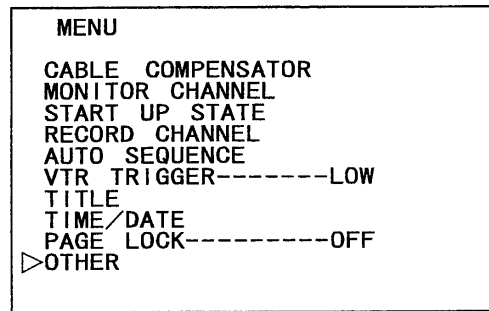 MENU
CABLE COMPENSATOR
MONITOR CHANNEL
START UP STATE
RECORD CHANNEL
AUTO SEQUENCE
VTR TRIGGER-------LOW
TITLE
TIME/DATE
PAGE LOCK---------OFF
▷OTHER